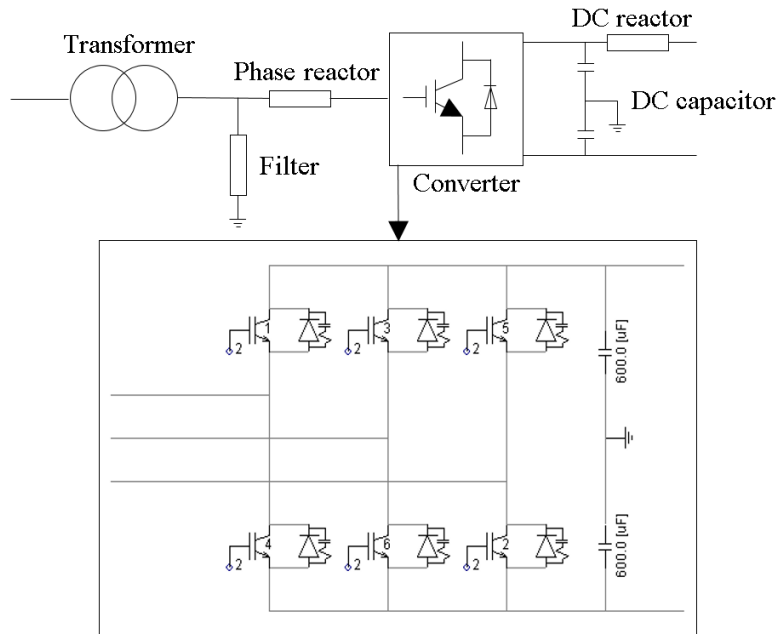 DC reactor
Transformer
Phase reactor
DC capacitor
Filter
Converter
1
3
5
2
2
2
600.0 [uF]
4
6
2
2
2
2
600.0 [uF]